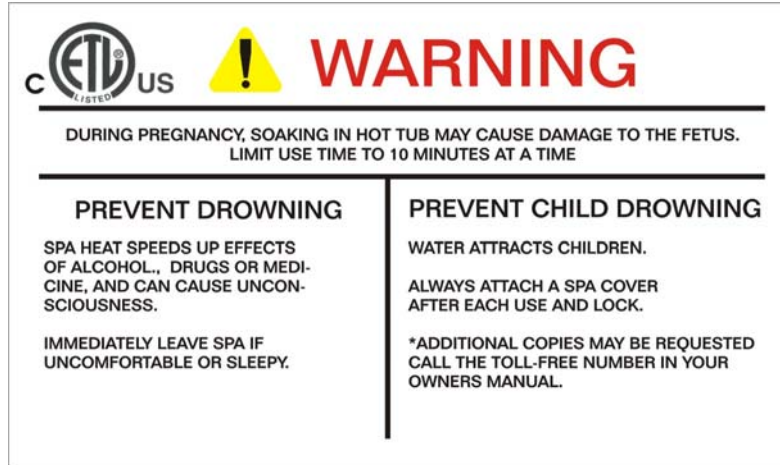 C ETL ® US
LISTED
! WARNING
DURING PREGNANCY, SOAKING IN HOT TUB MAY CAUSE DAMAGE TO THE FETUS.
LIMIT USE TIME TO 10 MINUTES AT A TIME
PREVENT DROWNING
SPA HEAT SPEEDS UP EFFECTS
OF ALCOHOL., DRUGS OR MEDI-
CINE, AND CAN CAUSE UNCON-
SCIOUSNESS.
IMMEDIATELY LEAVE SPA IF
UNCOMFORTABLE OR SLEEPY.
PREVENT CHILD DROWNING
WATER ATTRACTS CHILDREN.
ALWAYS ATTACH A SPA COVER
AFTER EACH USE AND LOCK.
*ADDITIONAL COPIES MAY BE REQUESTED
CALL THE TOLL-FREE NUMBER IN YOUR
OWNERS MANUAL.